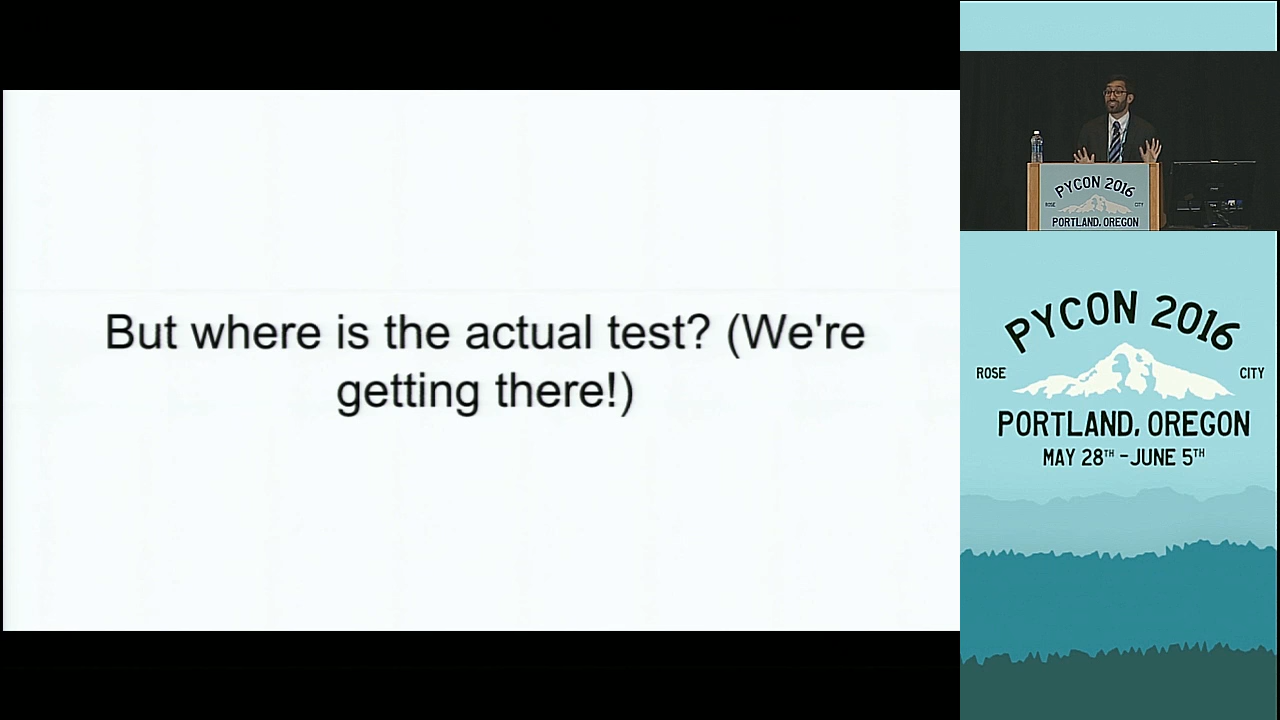 But where is the actual test? (We're
getting there!)
PYCON 2016
ROSE
CITY
PORTLAND, OREGON
PYCON 2016
ROSE
CITY
PORTLAND, OREGON
MAY 28TH - JUNE 5TH